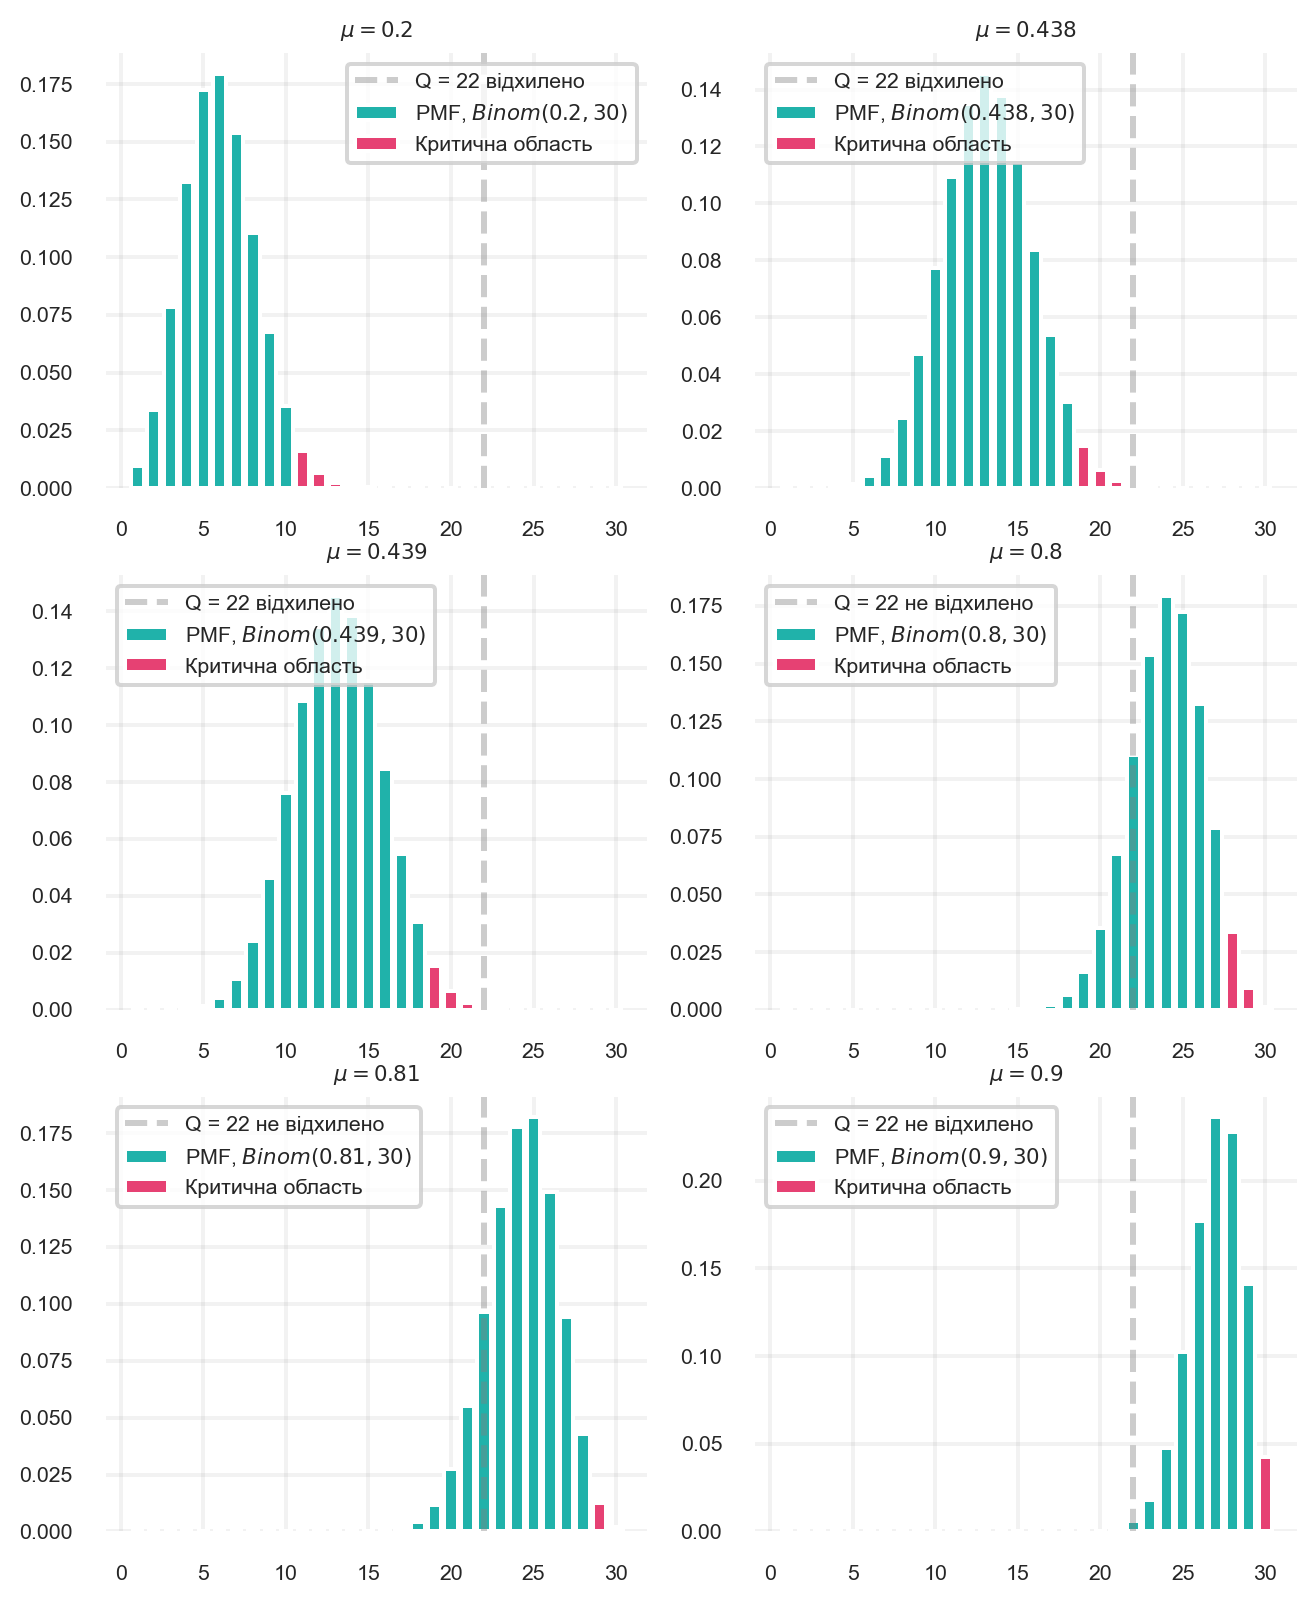 μ = 0.2
Q = 22 відхилено
PMF, Binom(0.2, 30)
Критична область
0.175
0.150
0.125
0.100
0.075
0.050
0.025
0.000
0 5 10 15 20 25 30
μ = 0.438
Q = 22 відхилено
PMF, Binom(0.438, 30)
Критична область
0.14
0.12
0.10
0.08
0.06
0.04
0.02
0.00
0 5 10 15 20 25 30
μ = 0.439
Q = 22 відхилено
PMF, Binom(0.439, 30)
Критична область
0.14
0.12
0.10
0.08
0.06
0.04
0.02
0.00
0 5 10 15 20 25 30
μ = 0.8
Q = 22 не відхилено
PMF, Binom(0.8, 30)
Критична область
0.175
0.150
0.125
0.100
0.075
0.050
0.025
0.000
0 5 10 15 20 25 30
μ = 0.81
Q = 22 не відхилено
PMF, Binom(0.81, 30)
Критична область
0.175
0.150
0.125
0.100
0.075
0.050
0.025
0.000
0 5 10 15 20 25 30
μ = 0.9
Q = 22 не відхилено
PMF, Binom(0.9, 30)
Критична область
0.20
0.15
0.10
0.05
0.00
0 5 10 15 20 25 30